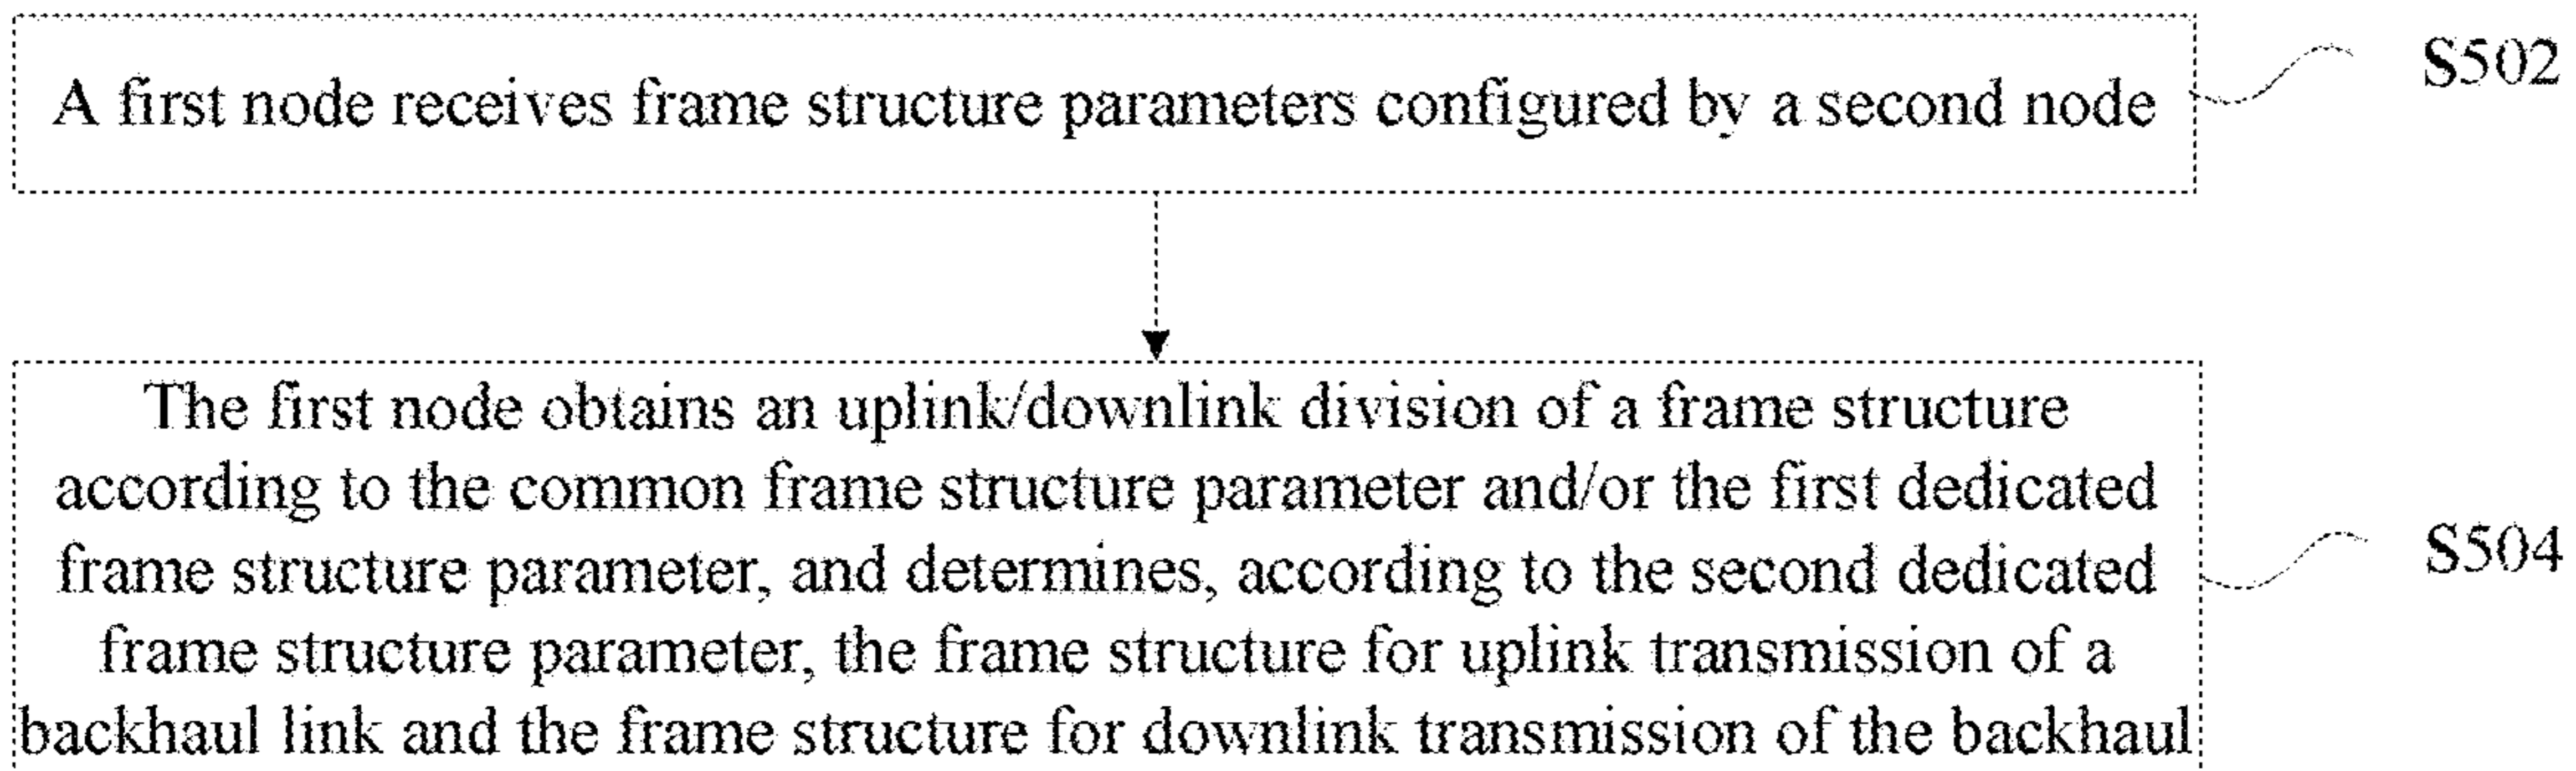 A first node receives frame structure parameters configured by a second node
S502
The first node obtains an uplink/downlink division of a frame structure
according to the common frame structure parameter and/or the first dedicated
frame structure parameter, and determines, according to the second dedicated
S504
frame structure parameter, the frame structure for uplink transmission of a
backhaul link and the frame structure for downlink transmission of the backhaul